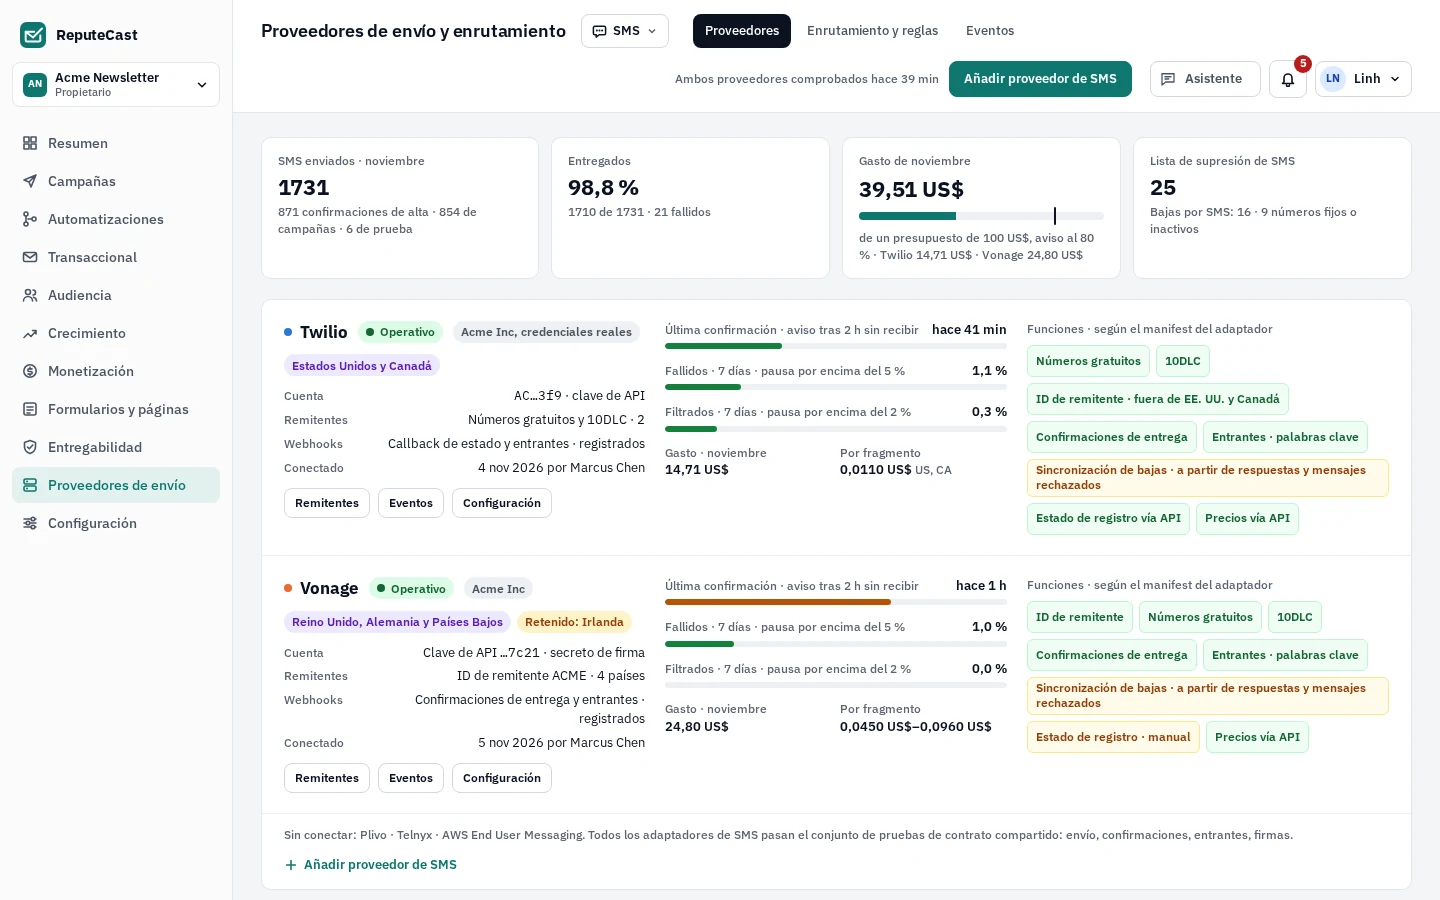 ReputeCast
AN
Acme Newsletter
Propietario
Resumen
Campañas
Automatizaciones
Transaccional
Audiencia
Crecimiento
Monetización
Formularios y páginas
Entregabilidad
Proveedores de envío
Configuración
Proveedores de envío y enrutamiento
SMS
Proveedores
Enrutamiento y reglas
Eventos
Ambos proveedores comprobados hace 39 min
Añadir proveedor de SMS
Asistente
5
LN
Linh
SMS enviados · noviembre
1731
871 confirmaciones de alta · 854 de
campañas · 6 de prueba
Entregados
98,8 %
1710 de 1731 · 21 fallidos
Gasto de noviembre
39,51 US$
de un presupuesto de 100 US$, aviso al 80
% · Twilio 14,71 US$ · Vonage 24,80 US$
Lista de supresión de SMS
25
Bajas por SMS: 16 · 9 números fijos o
inactivos
Twilio
Operativo
Acme Inc, credenciales reales
Estados Unidos y Canadá
Cuenta
AC…3f9 · clave de API
Remitentes
Números gratuitos y 10DLC · 2
Webhooks
Callback de estado y entrantes · registrados
Conectado
4 nov 2026 por Marcus Chen
Remitentes
Eventos
Configuración
Última confirmación · aviso tras 2 h sin recibir
hace 41 min
Fallidos · 7 días · pausa por encima del 5 %
1,1 %
Filtrados · 7 días · pausa por encima del 2 %
0,3 %
Gasto · noviembre
14,71 US$
Por fragmento
0,0110 US$ US, CA
Funciones · según el manifest del adaptador
Números gratuitos
10DLC
ID de remitente · fuera de EE. UU. y Canadá
Confirmaciones de entrega
Entrantes · palabras clave
Sincronización de bajas · a partir de respuestas y mensajes
rechazados
Estado de registro vía API
Precios vía API
Vonage
Operativo
Acme Inc
Reino Unido, Alemania y Países Bajos
Retenido: Irlanda
Cuenta
Clave de API …7c21 · secreto de firma
Remitentes
ID de remitente ACME · 4 países
Webhooks
Confirmaciones de entrega y entrantes ·
registrados
Conectado
5 nov 2026 por Marcus Chen
Remitentes
Eventos
Configuración
Última confirmación · aviso tras 2 h sin recibir
hace 1 h
Fallidos · 7 días · pausa por encima del 5 %
1,0 %
Filtrados · 7 días · pausa por encima del 2 %
0,0 %
Gasto · noviembre
24,80 US$
Por fragmento
0,0450 US$–0,0960 US$
Funciones · según el manifest del adaptador
ID de remitente
Números gratuitos
10DLC
Confirmaciones de entrega
Entrantes · palabras clave
Sincronización de bajas · a partir de respuestas y mensajes
rechazados
Estado de registro · manual
Precios vía API
Sin conectar: Plivo · Telnyx · AWS End User Messaging. Todos los adaptadores de SMS pasan el conjunto de pruebas de contrato compartido: envío, confirmaciones, entrantes, firmas.
Añadir proveedor de SMS